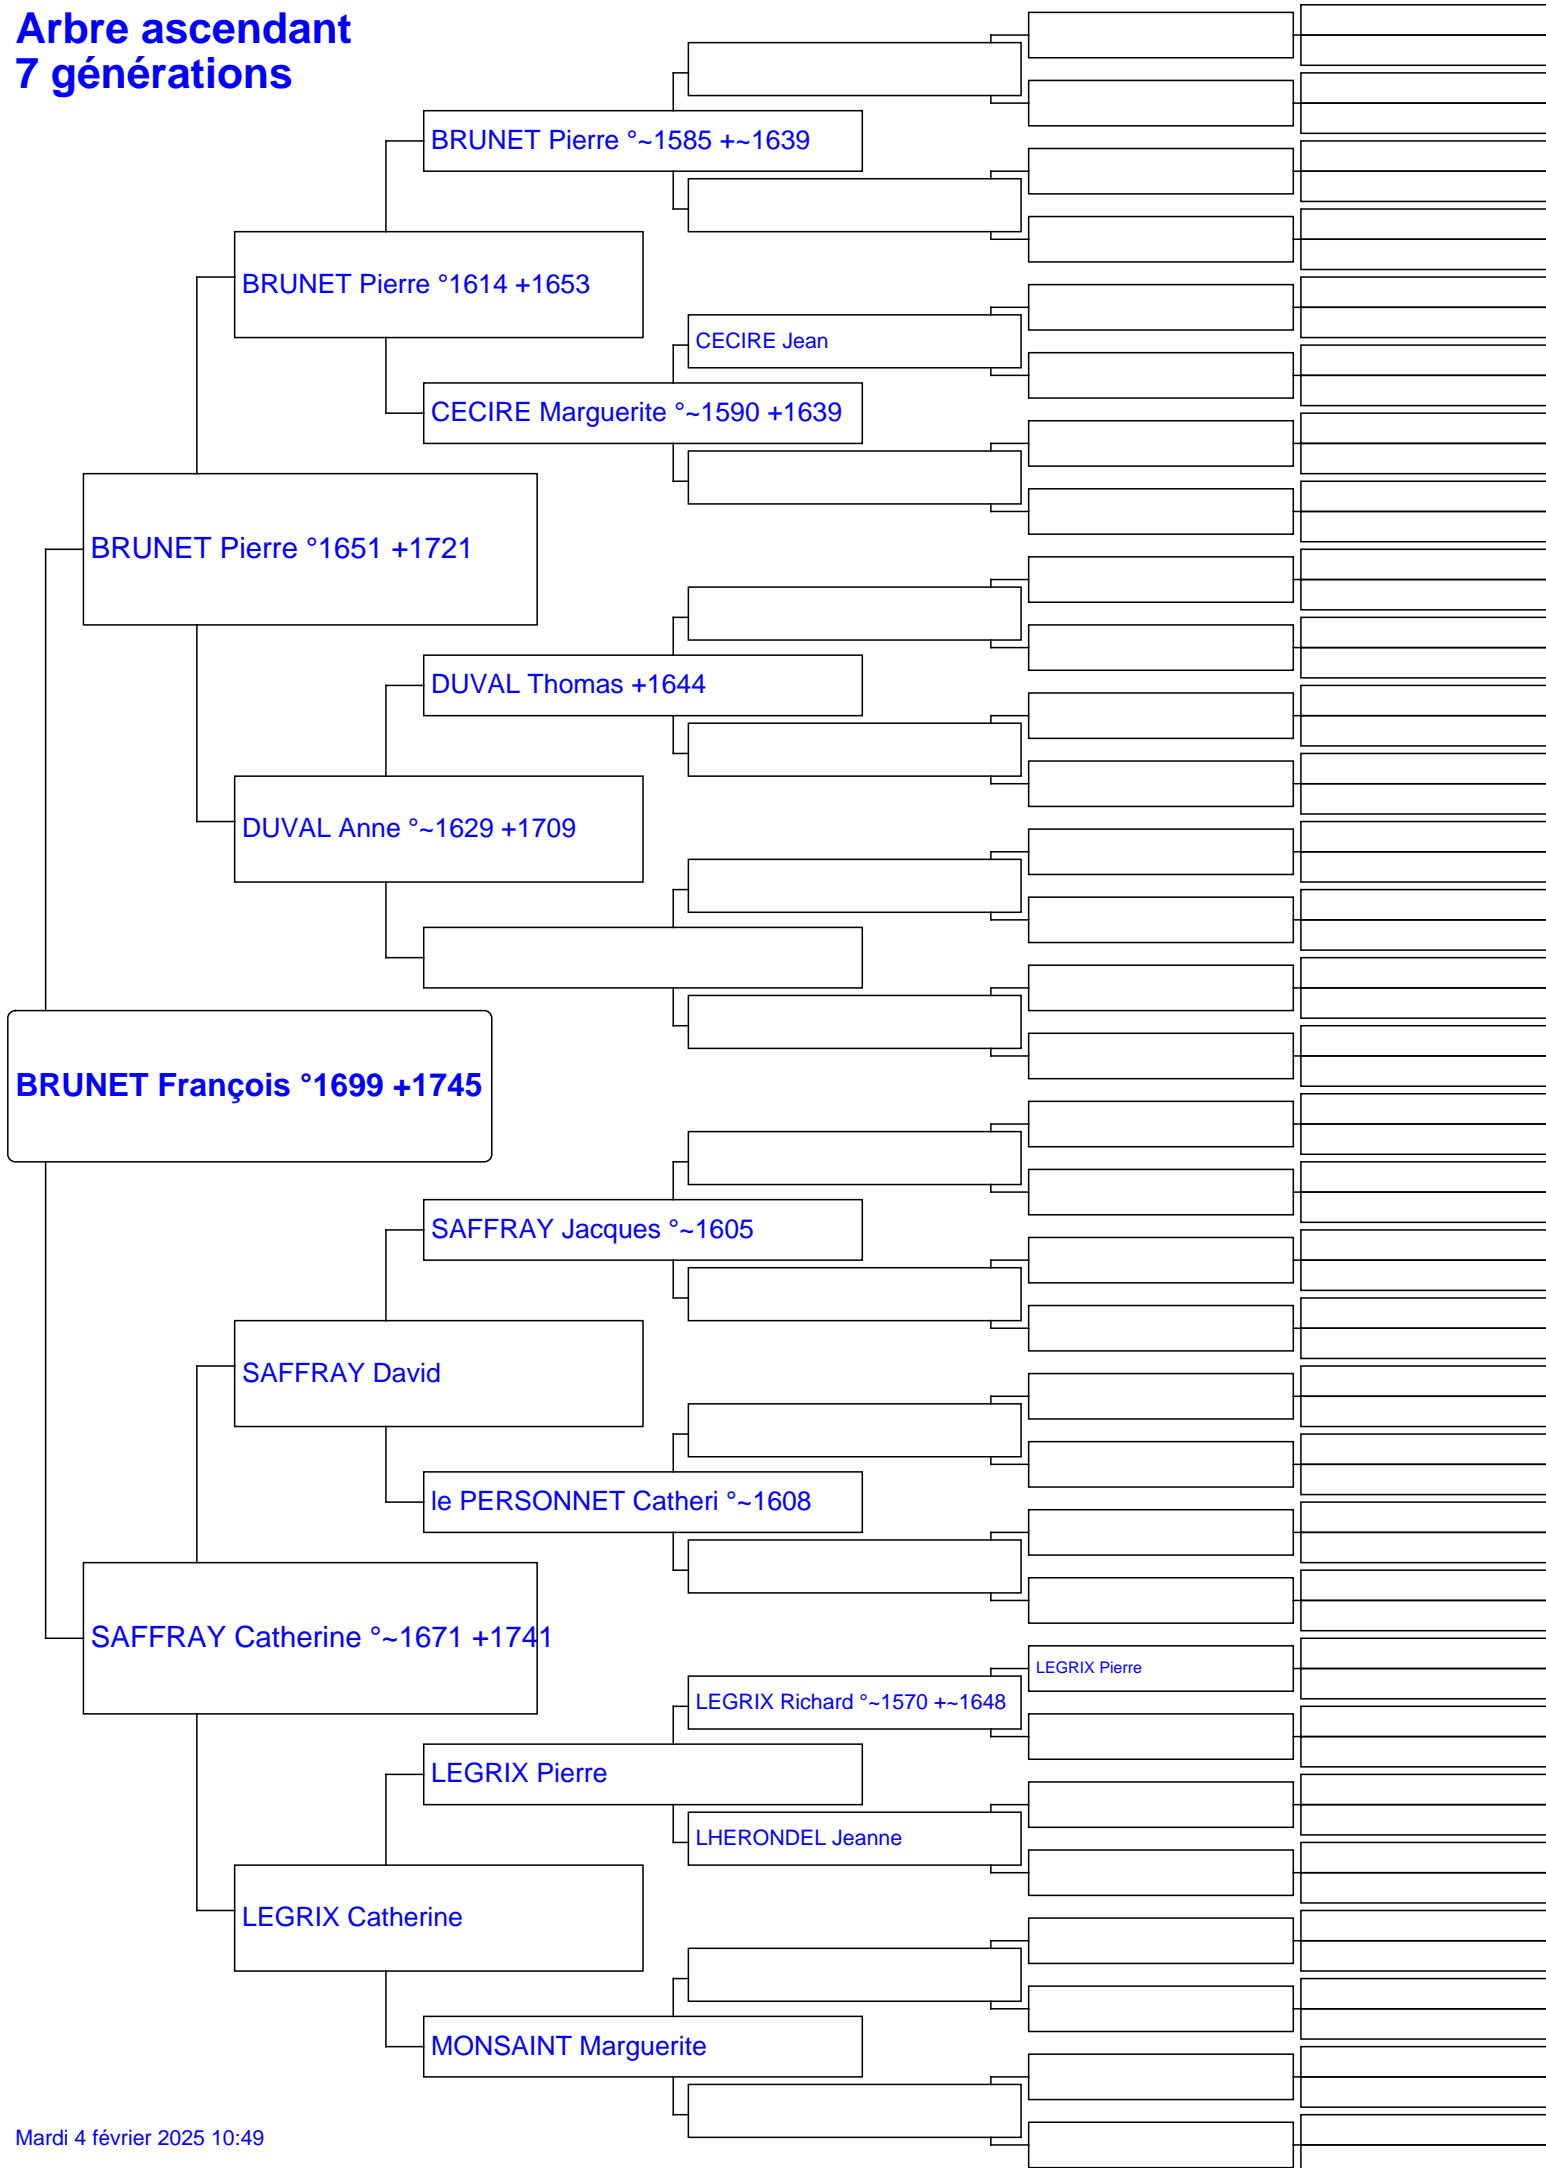 Arbre ascendant
7 générations
BRUNET Pierre °~1585 +~1639
BRUNET Pierre °1614 +1653
CECIRE Jean
CECIRE Marguerite °~1590 +1639
BRUNET Pierre °1651 +1721
DUVAL Thomas +1644
DUVAL Anne °~1629 +1709
BRUNET François °1699 +1745
SAFFRAY Jacques °~1605
SAFFRAY David
le PERSONNET Catheri °~1608
SAFFRAY Catherine °~1671 +1741
LEGRIX Pierre
LEGRIX Richard °~1570 +~1648
LEGRIX Pierre
LHERONDEL Jeanne
LEGRIX Catherine
MONSAINT Marguerite
Mardi 4 février 2025 10:49